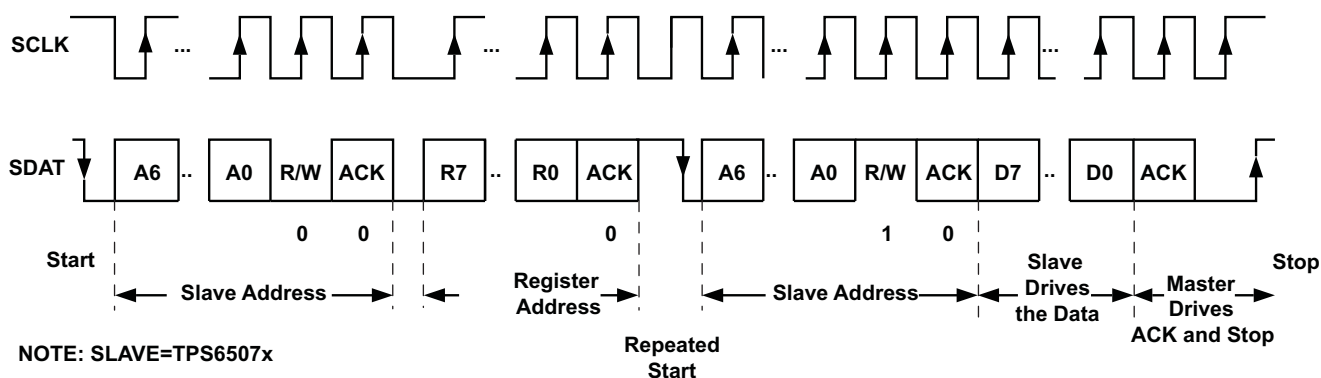 SCLK ... ... ... ...
SDAT A6 .. A0 R/W ACK R7 .. R0 ACK A6 .. A0 R/W ACK D7 .. D0 ACK
0 0 0 1 0
Start
Slave Address
Register
Address
Repeated
Start
Slave Address
Slave
Drives
the Data
Master
Drives
ACK and Stop
Stop
NOTE: SLAVE=TPS6507x